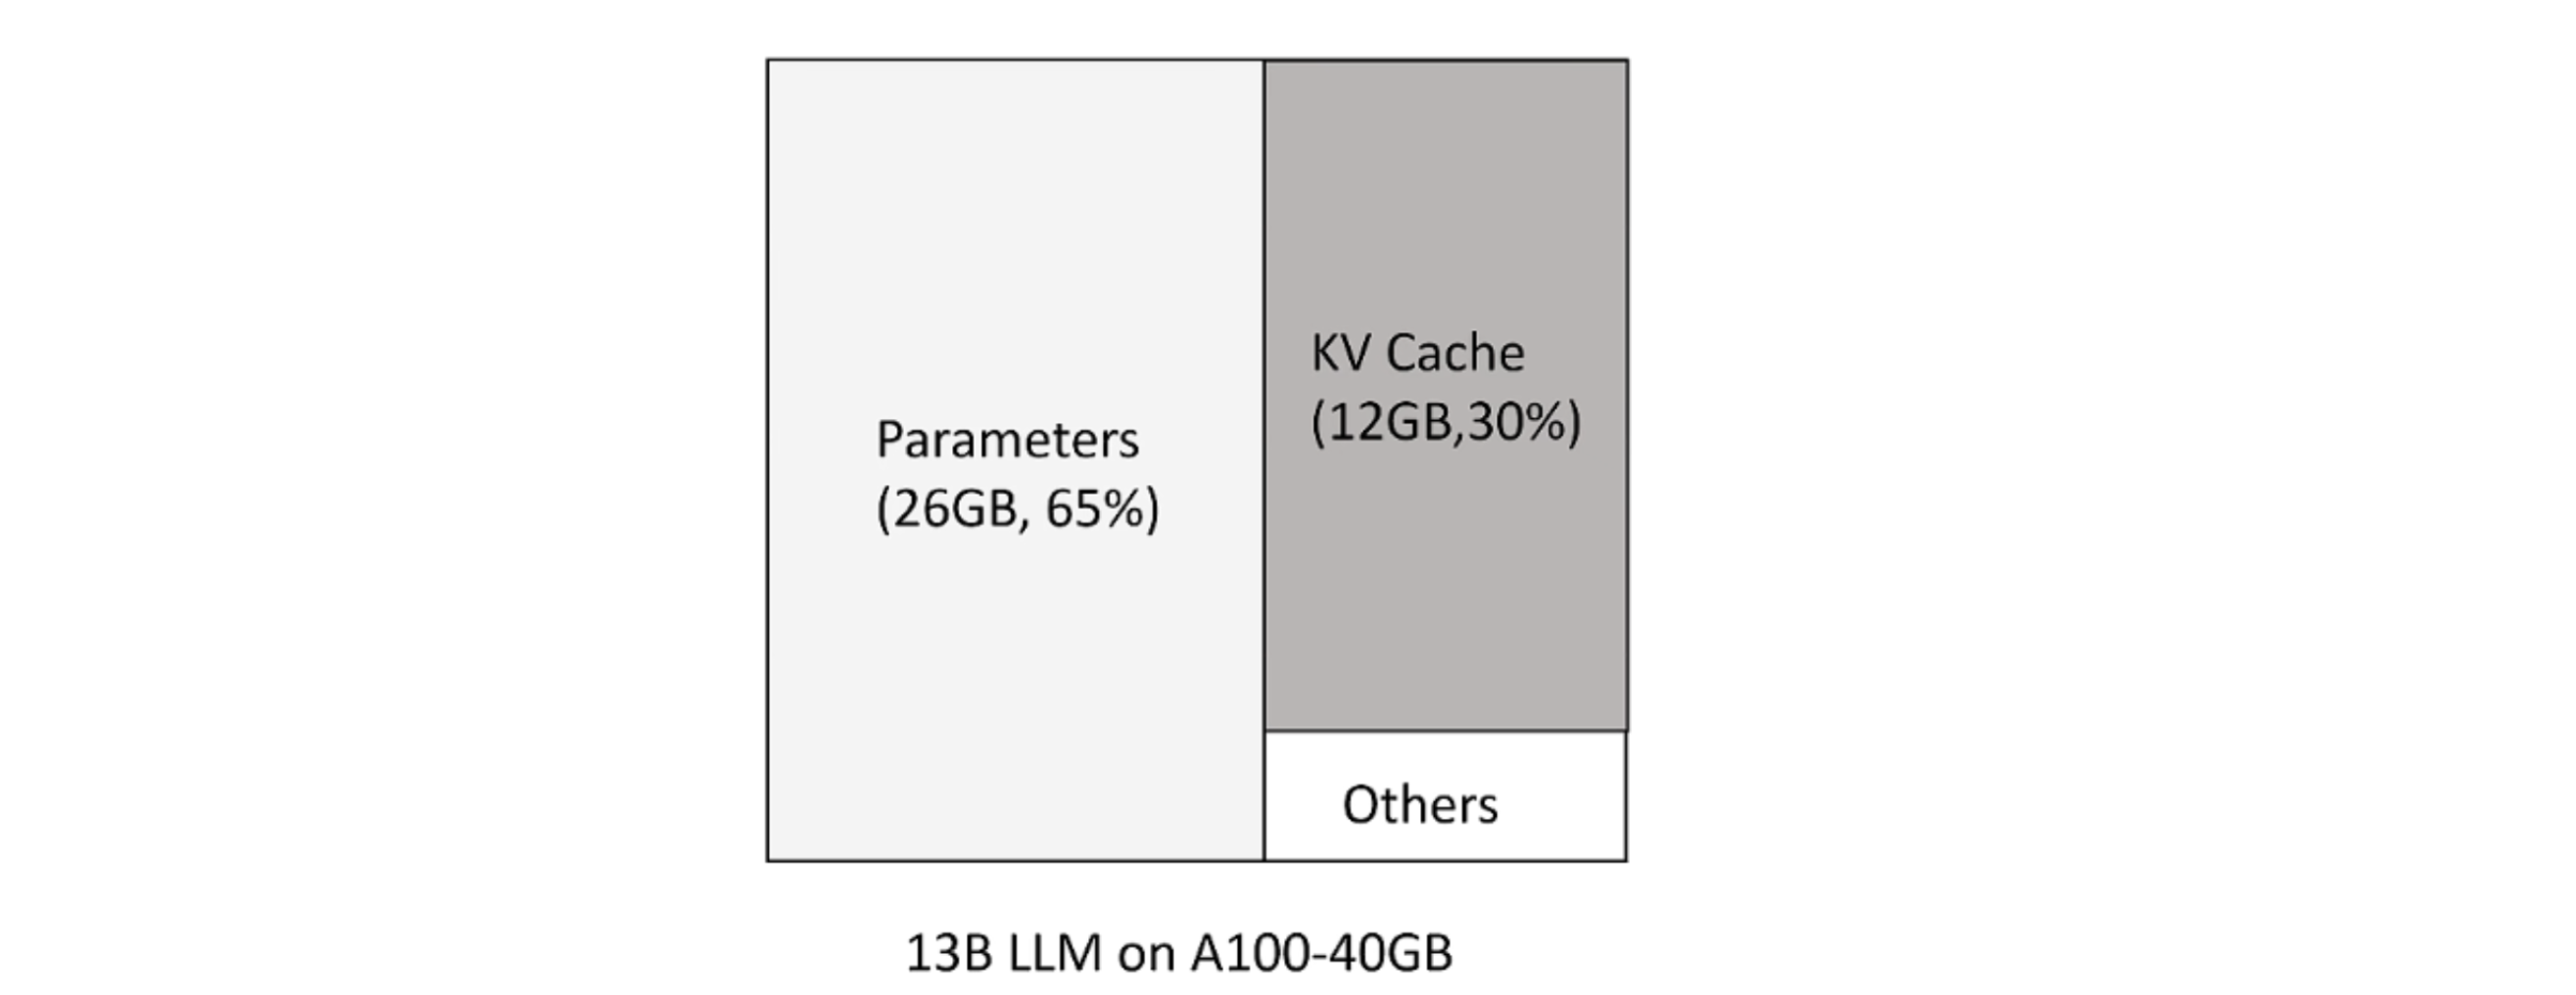 Parameters
(26GB, 65%)
KV Cache
(12GB,30%)
Others
13B LLM on A100-40GB